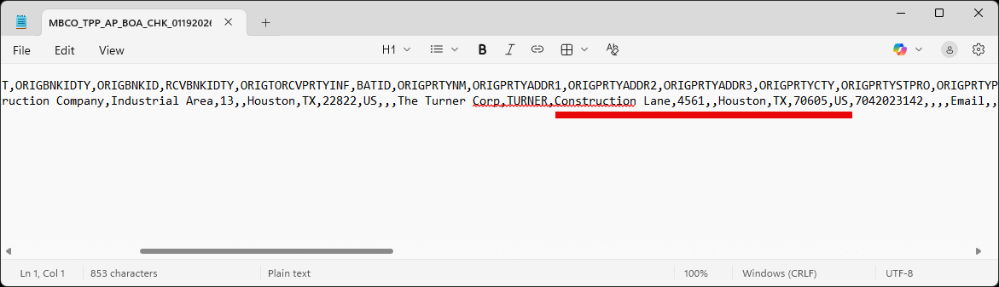 MBCO_TPP_AP_BOA_CHK_01192026
File Edit View H1 B I
T,ORIGBNKIDTY,ORIGBNKID,RCVBNKIDTY,ORIGTORCVPRTYINF,BATID,ORIGPRTYNM,ORIGPRTYADDR1,ORIGPRTYADDR2,ORIGPRTYADDR3,ORIGPRTYCTY,ORIGPRTYSTPRO,ORIGPRTYP
ruction Company,Industrial Area,13,,Houston,TX,22822,US,,,The Turner Corp,TURNER,Construction Lane,4561,,Houston,TX,70605,US,7042023142,,,,Email,,
Ln 1, Col 1 853 characters Plain text 100% Windows (CRLF) UTF-8